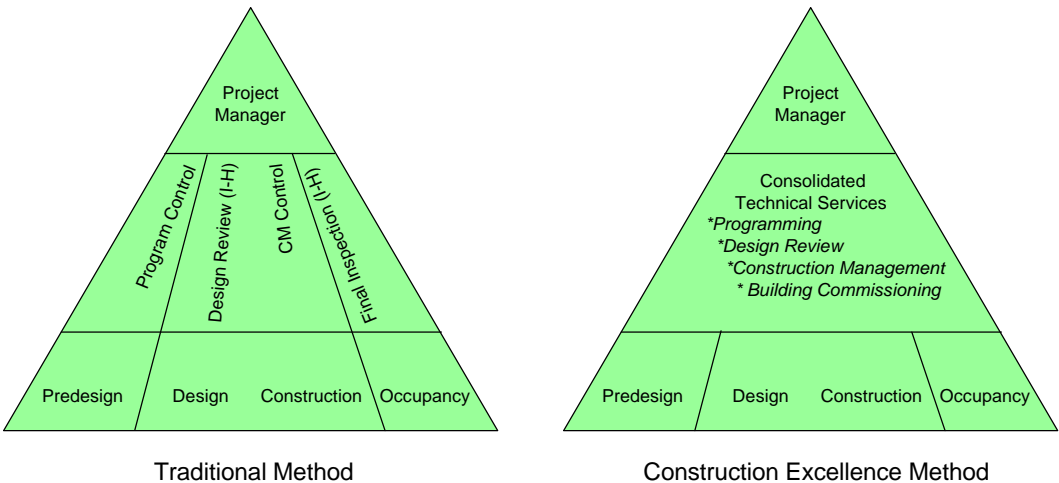 Project
Manager
Program Control
Design Review (I-H)
CM Control
Final Inspection (I-H)
Predesign
Design
Construction
Occupancy
Traditional Method
Project
Manager
Consolidated
Technical Services
*Programming
*Design Review
*Construction Management
* Building Commissioning
Predesign
Design
Construction
Occupancy
Construction Excellence Method